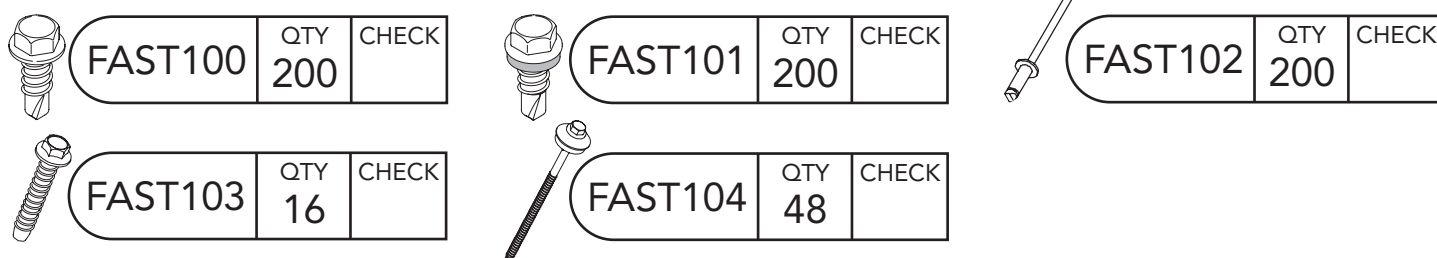 FAST100 QTY 200 CHECK
FAST101 QTY 200 CHECK
FAST102 QTY 200 CHECK
FAST103 QTY 16 CHECK
FAST104 QTY 48 CHECK